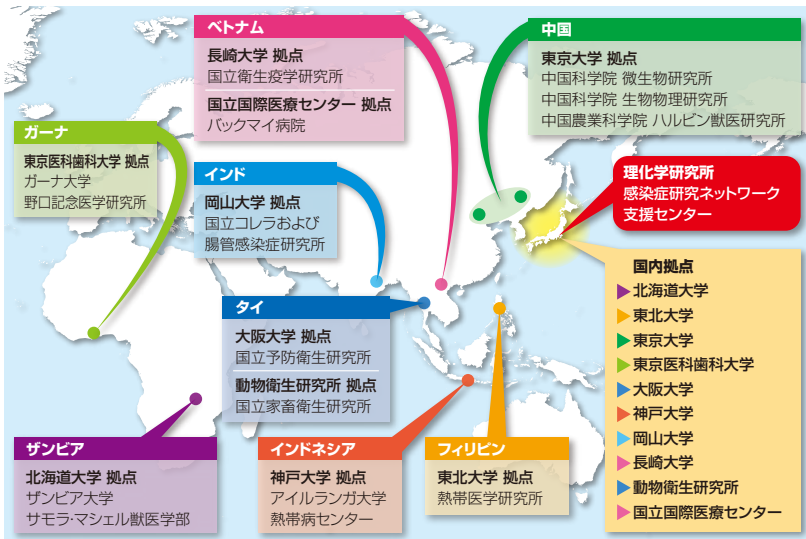 ベトナム
長崎大学 拠点
国立衛生疫学研究所
国立国際医療センター 拠点
バックマイ病院
中国
東京大学 拠点
中国科学院 微生物研究所
中国科学院 生物物理研究所
中国農業科学院 ハルビン獣医研究所
ガーナ
東京医科歯科大学 拠点
ガーナ大学
野口記念医学研究所
インド
岡山大学 拠点
国立コレラおよび
腸管感染症研究所
理化学研究所
感染症研究ネットワーク
支援センター
タイ
大阪大学 拠点
国立予防衛生研究所
動物衛生研究所 拠点
国立家畜衛生研究所
国内拠点
北海道大学
東北大学
東京大学
東京医科歯科大学
大阪大学
神戸大学
岡山大学
長崎大学
動物衛生研究所
国立国際医療センター
ザンビア
北海道大学 拠点
ザンビア大学
サモラ・マシェル獣医学部
インドネシア
神戸大学 拠点
アイルランガ大学
熱帯病センター
フィリピン
東北大学 拠点
熱帯医学研究所